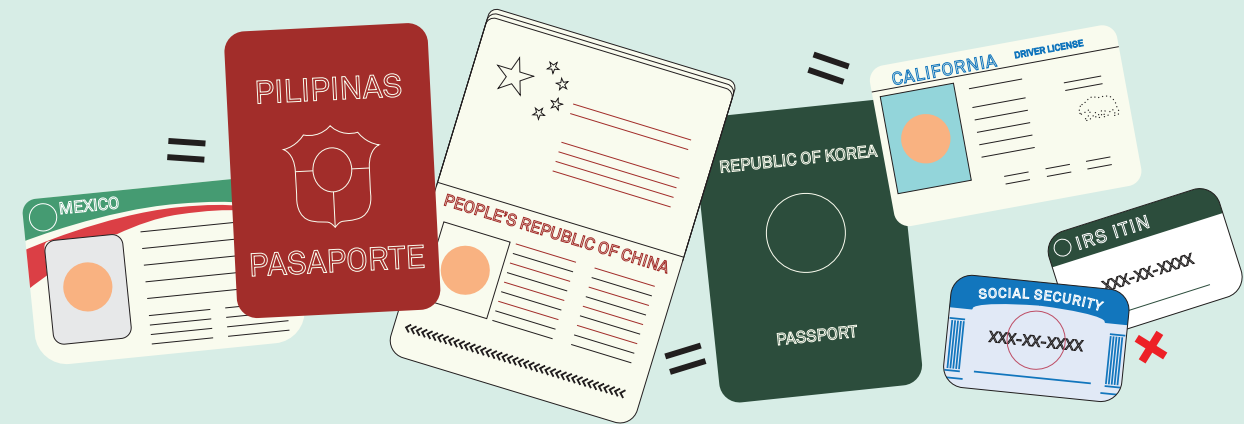 MEXICO
PILIPINAS
PASAPORTE
PEOPLE'S REPUBLIC OF CHINA
REPUBLIC OF KOREA
PASSPORT
CALIFORNIA DRIVER LICENSE
IRS ITIN
XXX-XX-XXXX
SOCIAL SECURITY
XXX-XX-XXXX